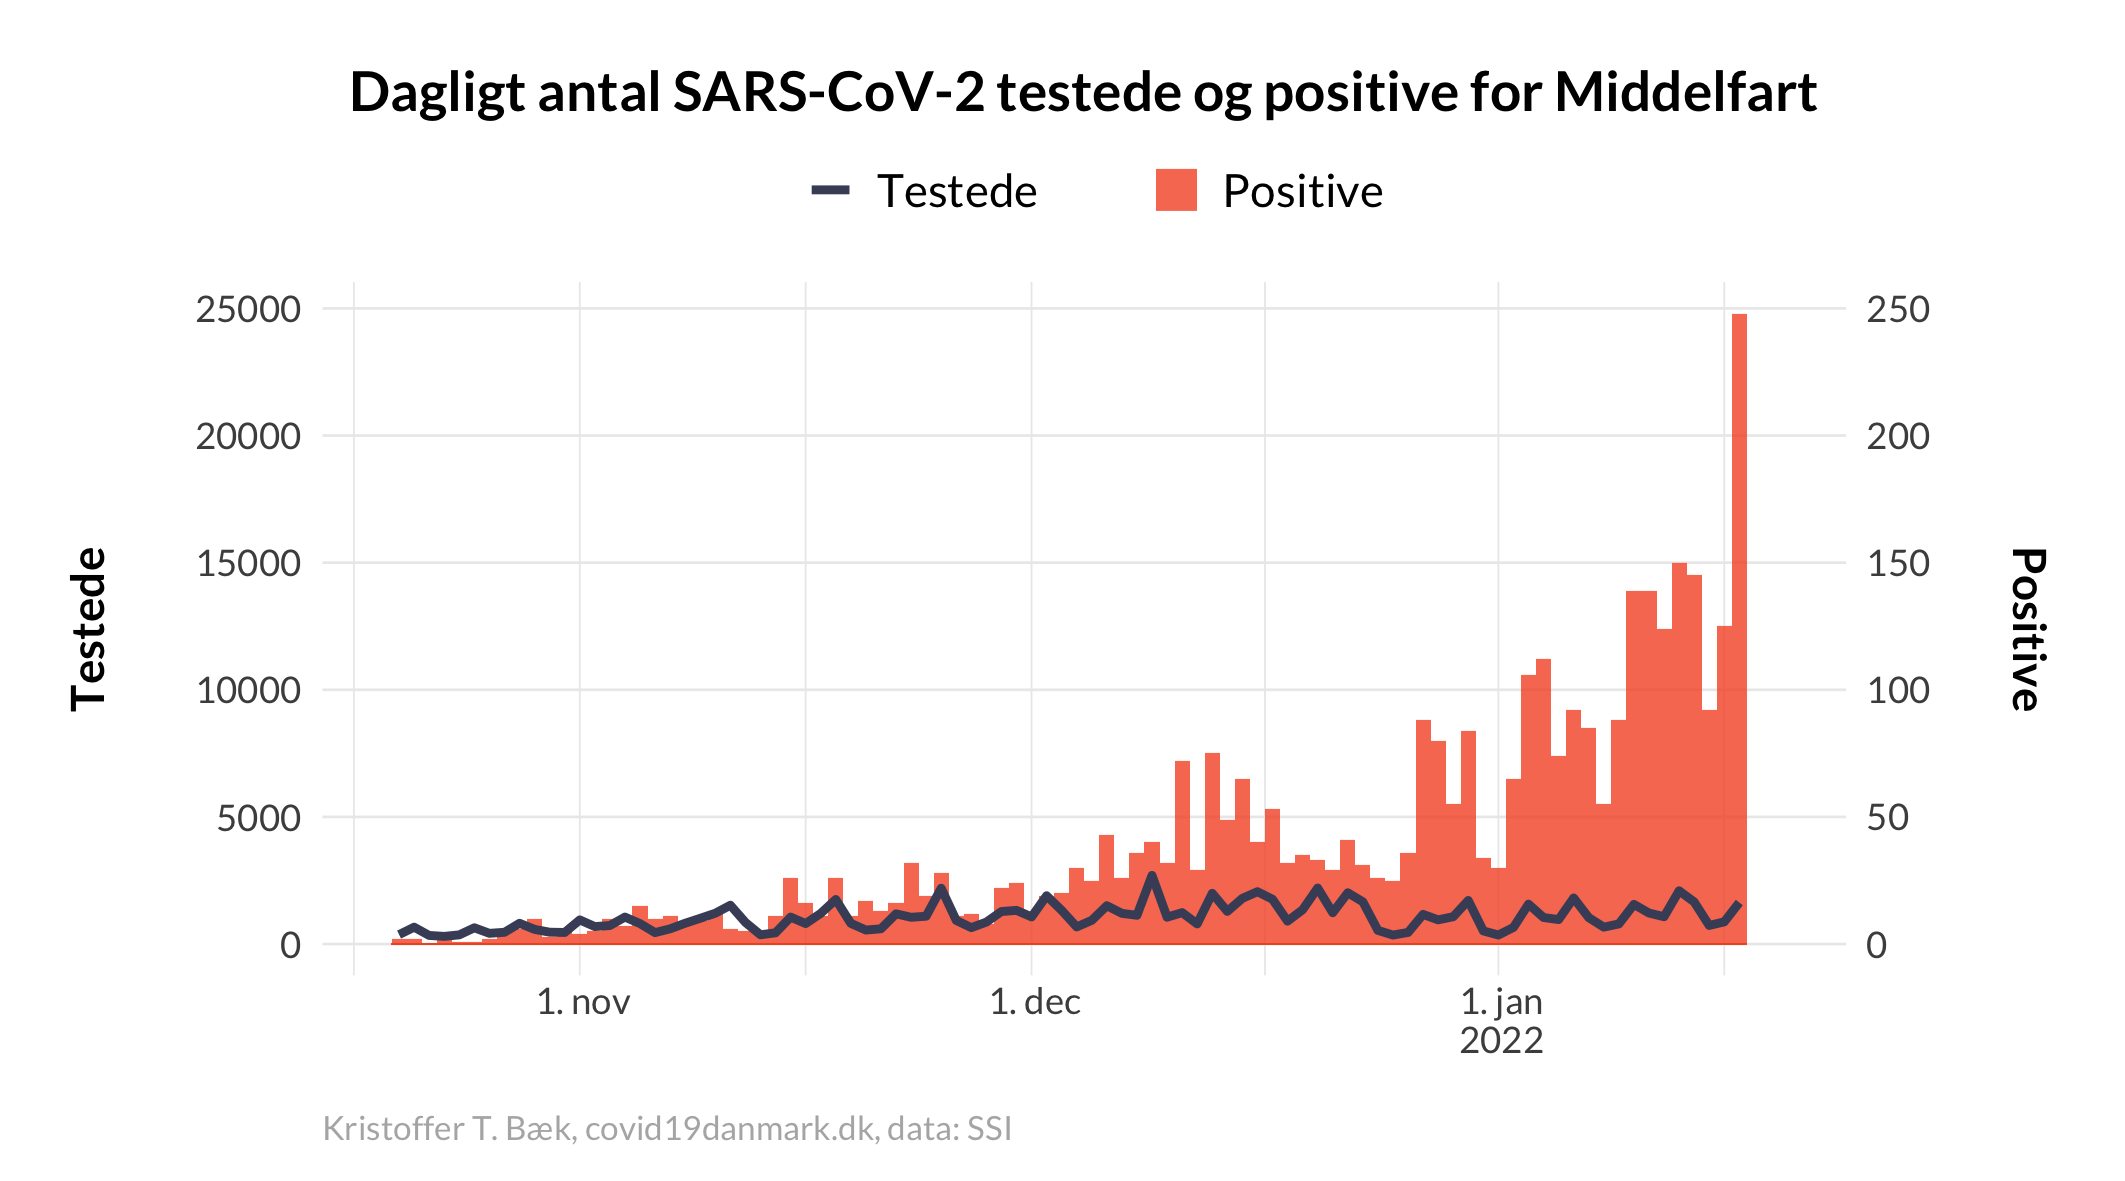 Dagligt antal SARS-CoV-2 testede og positive for Middelfart
Testede
Positive
25000
20000
15000
10000
5000
0
250
200
150
100
50
0
Testede
Positive
1. nov
1. dec
1. jan
2022
Kristoffer T. Bæk, covid19danmark.dk, data: SSI